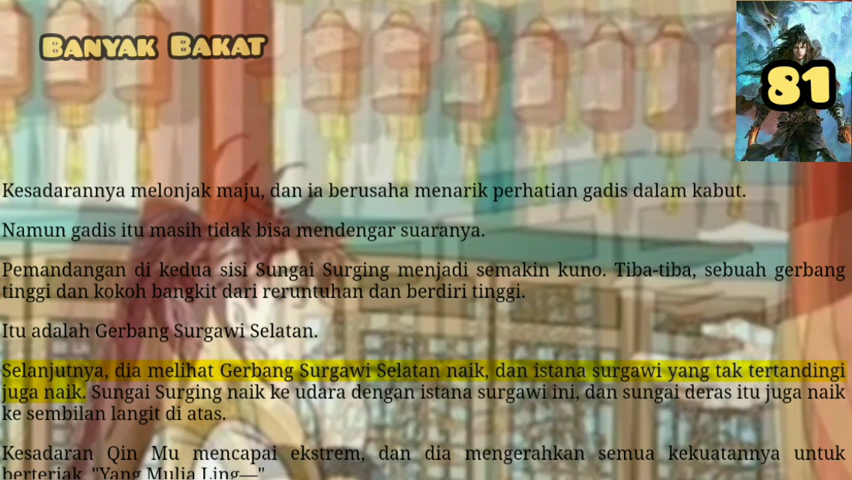 Banyak Bakat
81
Kesadarannya melonjak maju, dan ia berusaha menarik perhatian gadis dalam kabut.
Namun gadis itu masih tidak bisa mendengar suaranya.
Pemandangan di kedua sisi Sungai Surging menjadi semakin kuno. Tiba-tiba, sebuah gerbang
tinggi dan kokoh bangkit dari reruntuhan dan berdiri tinggi.
Itu adalah Gerbang Surgawi Selatan.
Selanjutnya, dia melihat Gerbang Surgawi Selatan naik, dan istana surgawi yang tak tertandingi
juga naik. Sungai Surging naik ke udara dengan istana surgawi ini, dan sungai deras itu juga naik
ke sembilan langit di atas.
Kesadaran Qin Mu mencapai ekstrem, dan dia mengerahkan semua kekuatannya untuk
berteriak, "Yang Mulia Ling—"